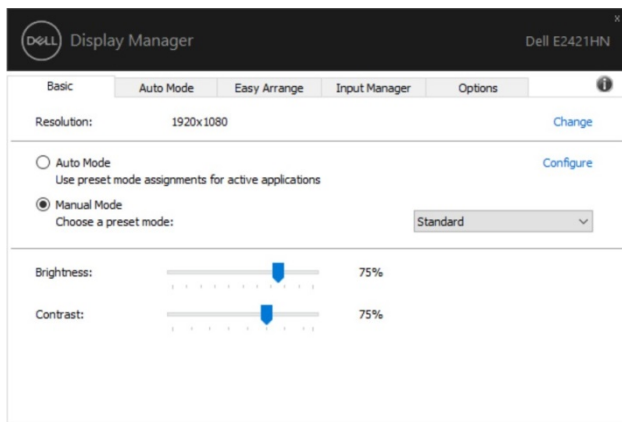 DELL Display Manager
x
Dell E2421HN
Basic Auto Mode Easy Arrange Input Manager Options i
Resolution: 1920x1080 Change
Auto Mode Configure
Use preset mode assignments for active applications
Manual Mode
Choose a preset mode: Standard
Brightness: 75%
Contrast: 75%